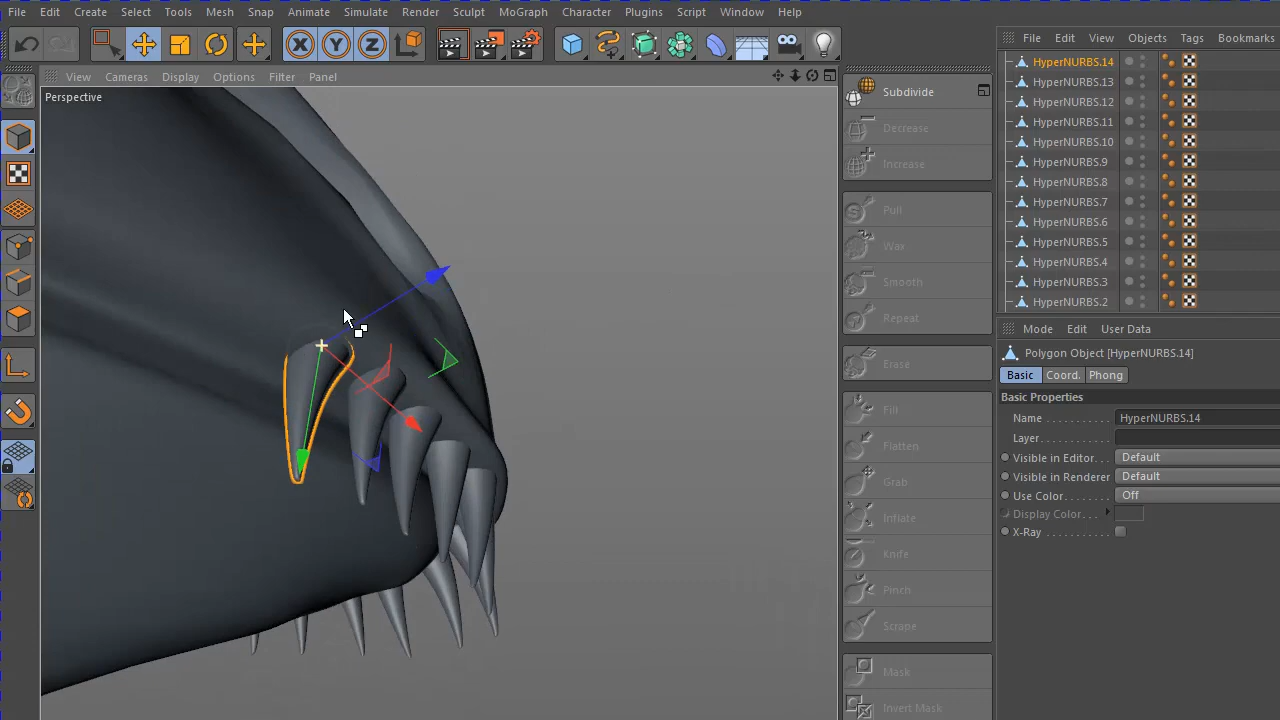 File Edit Create Select Tools Mesh Snap Animate Simulate Render Sculpt MoGraph Character Plugins Script Window Help
View Cameras Display Options Filter Panel
Perspective
X Y Z
Subdivide
Decrease
Increase
Pull
Wax
Smooth
Repeat
Erase
Fill
Flatten
Grab
Inflate
Knife
Pinch
Scrape
Mask
Invert Mask
File Edit View Objects Tags Bookmarks
HyperNURBS.14
HyperNURBS.13
HyperNURBS.12
HyperNURBS.11
HyperNURBS.10
HyperNURBS.9
HyperNURBS.8
HyperNURBS.7
HyperNURBS.6
HyperNURBS.5
HyperNURBS.4
HyperNURBS.3
HyperNURBS.2
Mode Edit User Data
Polygon Object [HyperNURBS.14]
Basic Coord. Phong
Basic Properties
Name HyperNURBS.14
Layer
Visible in Editor Default
Visible in Renderer Default
Use Color Off
Display Color
X-Ray